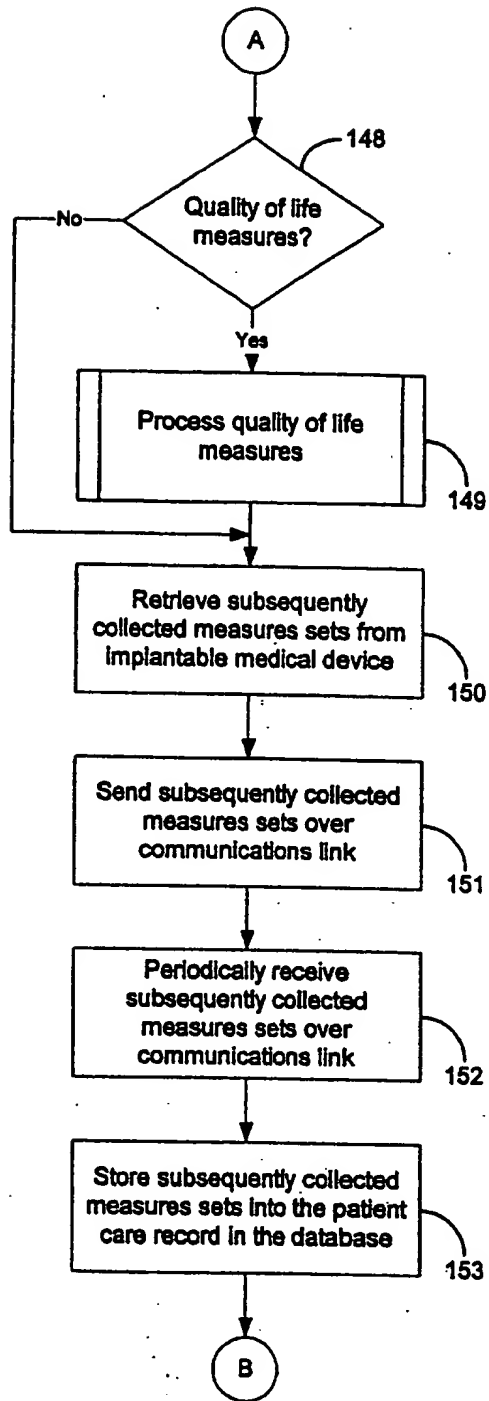 A
148
Quality of life
measures?
No
Yes
Process quality of life
measures
149
Retrieve subsequently
collected measures sets from
implantable medical device
150
Send subsequently collected
measures sets over
communications link
151
Periodically receive
subsequently collected
measures sets over
communications link
152
Store subsequently collected
measures sets into the patient
care record in the database
153
B